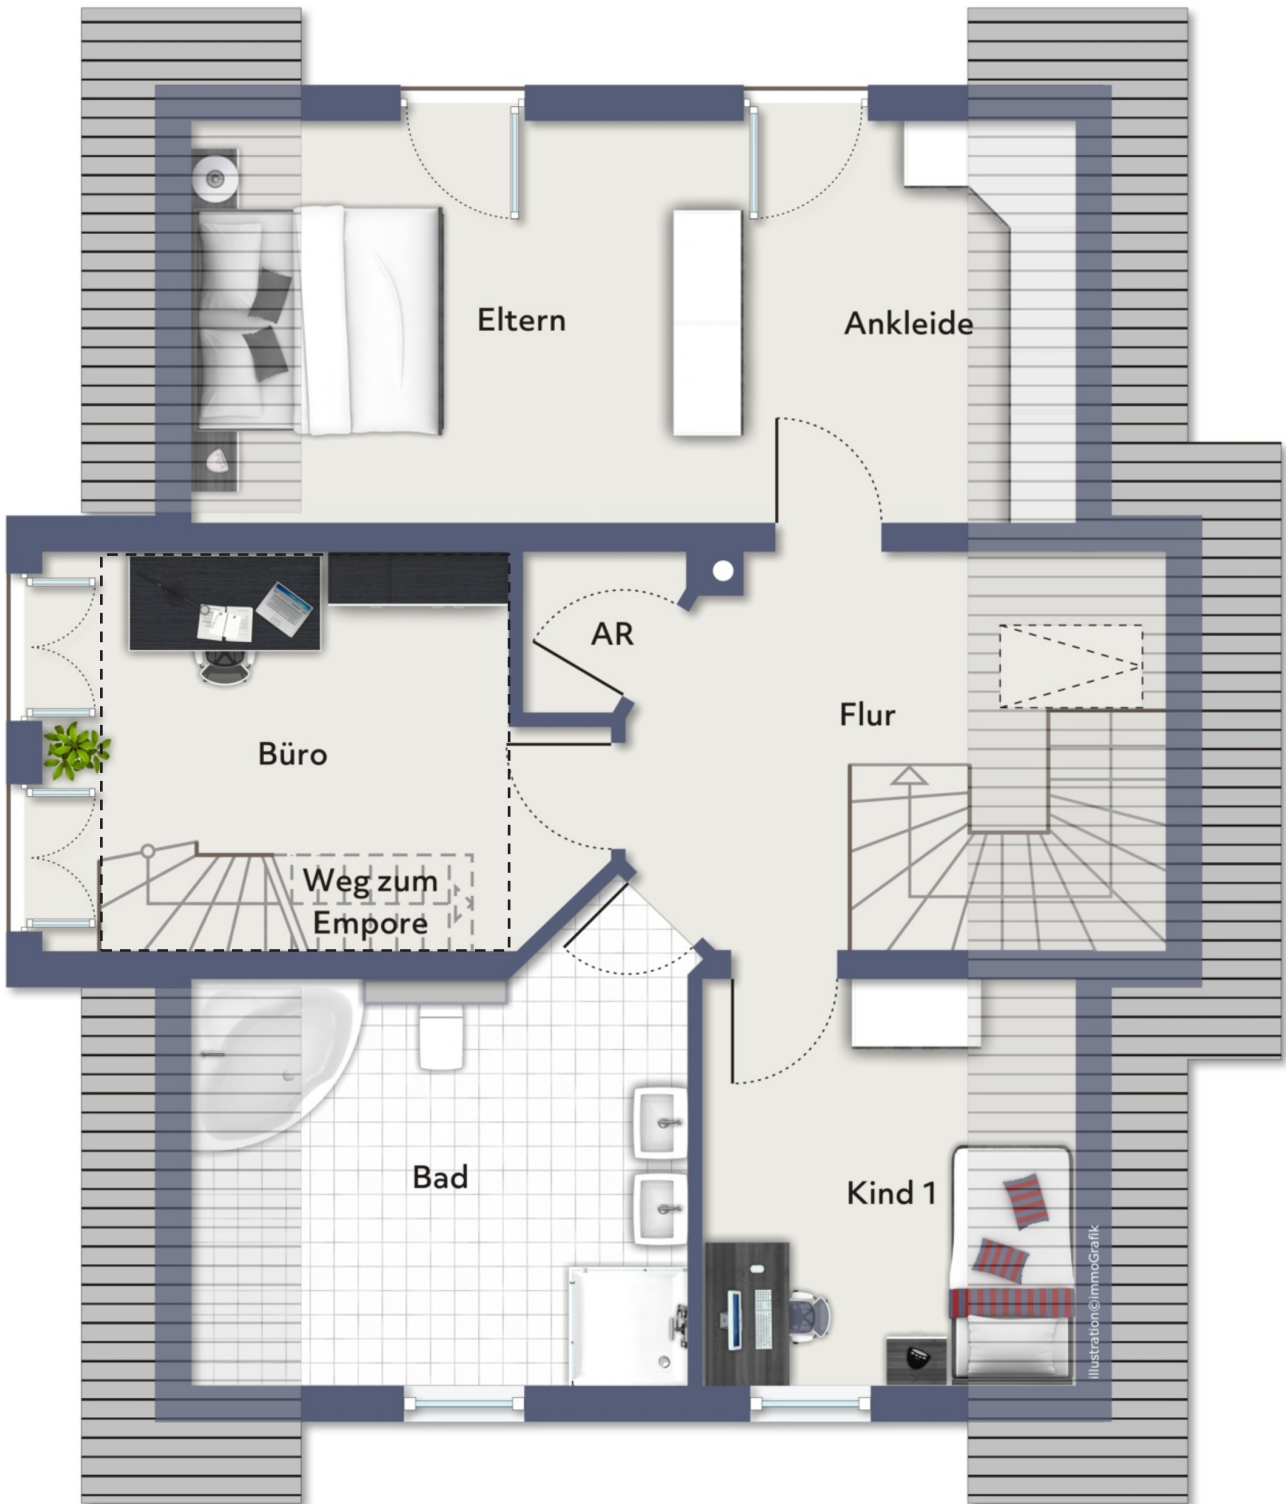 Eltern
Ankleide
AR
Flur
Büro
Weg zum
Empore
Bad
Kind 1
illustration©immoGrafik